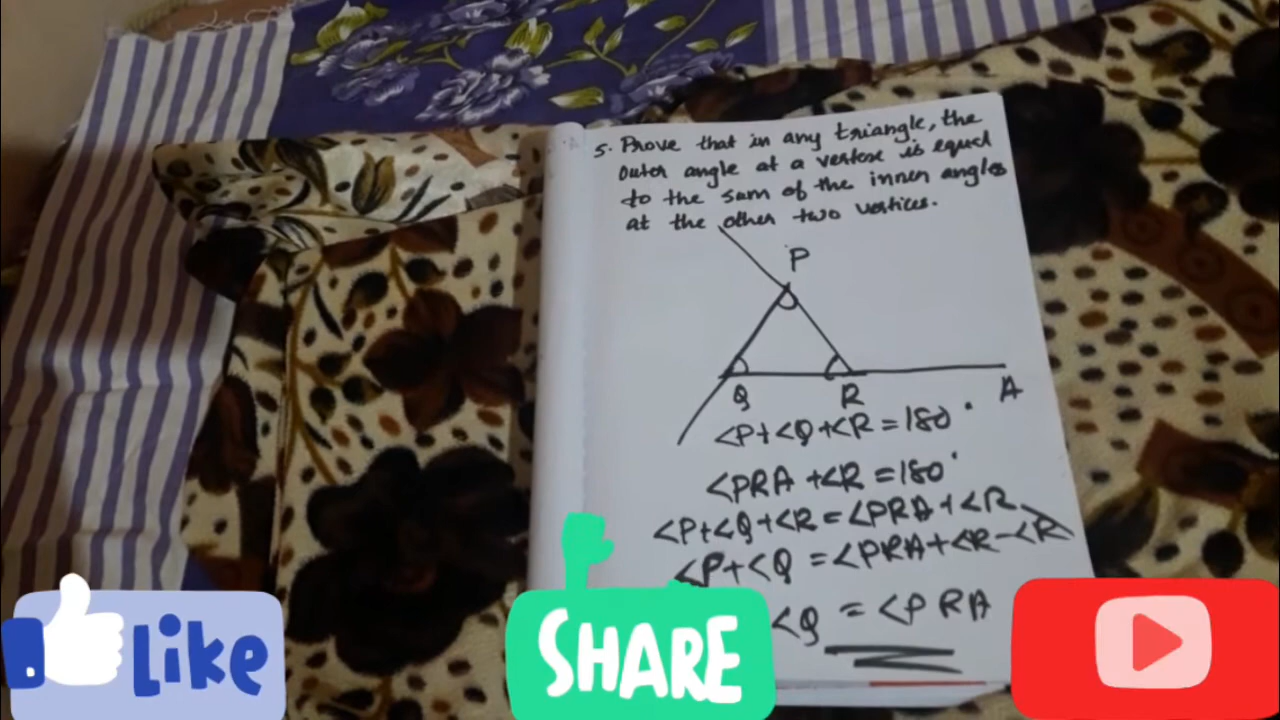 5. Prove that in any triangle, the
outer angle at a vertex is equal
to the sum of the inner angles
at the other two vertices.
P
Q
R
A
<P+<Q+<R=180°
<PRA+<R=180°
<P+<Q+<R=<PRA+<R
<P+<Q=<PRA+<R-<R
<Q=<PRA
Like
SHARE